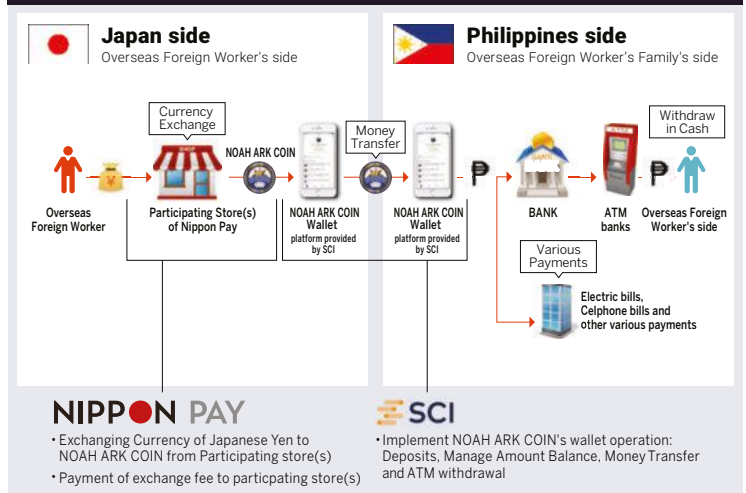 Japan side
Overseas Foreign Worker's side
Philippines side
Overseas Foreign Worker's Family's side
Currency
Exchange
NOAH ARK COIN
Money
Transfer
Withdraw
in Cash
Overseas
Foreign Worker
Participating Store(s)
of Nippon Pay
NOAH ARK COIN
Wallet
platform provided
by SCI
NOAH ARK COIN
Wallet
platform provided
by SCI
BANK
ATM
banks
Overseas Foreign
Worker's side
Various
Payments
Electric bills,
Celphone bills and
other various payments
NIPPON PAY
• Exchanging Currency of Japanese Yen to
NOAH ARK COIN from Participating store(s)
• Payment of exchange fee to particpating store(s)
SCI
• Implement NOAH ARK COIN's wallet operation:
Deposits, Manage Amount Balance, Money Transfer
and ATM withdrawal